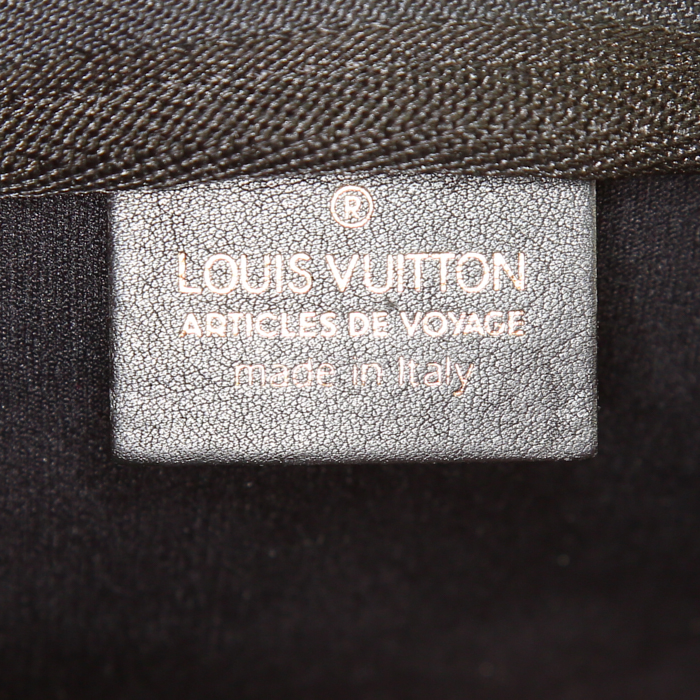 ®
LOUIS VUITTON
ARTICLES DE VOYAGE
made in Italy